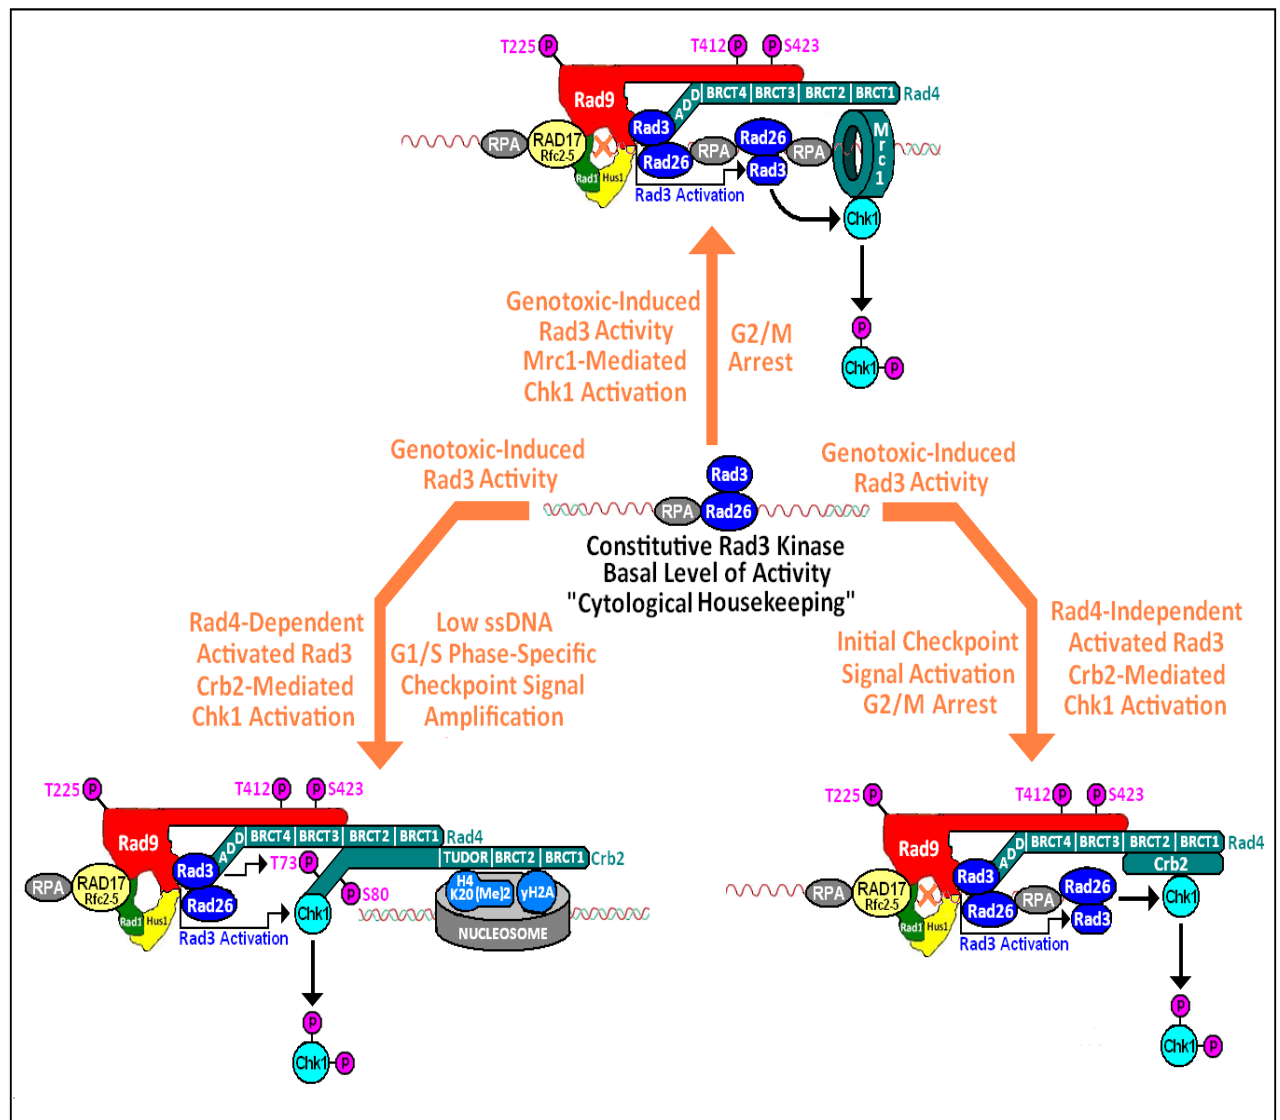 T225 P
T412 P P S423
Rad9
A D D BRCT4 BRCT3 BRCT2 BRCT1 Rad4
RPA RAD17 Rfc2-5 X Rad3 Rad26 RPA Rad26 Rad3 RPA Mrc1
Rad1 Hus1
Rad3 Activation
Chk1
P
Chk1 P
Genotoxic-Induced
Rad3 Activity
Mrc1-Mediated
Chk1 Activation
G2/M
Arrest
Genotoxic-Induced
Rad3 Activity
Rad3
RPA Rad26
Constitutive Rad3 Kinase
Basal Level of Activity
"Cytological Housekeeping"
Genotoxic-Induced
Rad3 Activity
Rad4-Dependent
Activated Rad3
Crb2-Mediated
Chk1 Activation
Low ssDNA
G1/S Phase-Specific
Checkpoint Signal
Amplification
Initial Checkpoint
Signal Activation
G2/M Arrest
Rad4-Independent
Activated Rad3
Crb2-Mediated
Chk1 Activation
T225 P
T412 P P S423
Rad9
A D D BRCT4 BRCT3 BRCT2 BRCT1 Rad4
TUDOR BRCT2 BRCT1 Crb2
RPA RAD17 Rfc2-5 Rad3 Rad26
T73 P
P S80
Rad1 Hus1
Rad3 Activation
Chk1
H4
K20 [Me]2 γH2A
NUCLEOSOME
P
Chk1 P
T225 P
T412 P P S423
Rad9
A D D BRCT4 BRCT3 BRCT2 BRCT1 Rad4
Crb2
RPA RAD17 Rfc2-5 X Rad3 Rad26 RPA Rad26 Rad3 Chk1
Rad1 Hus1
Rad3 Activation
P
Chk1 P